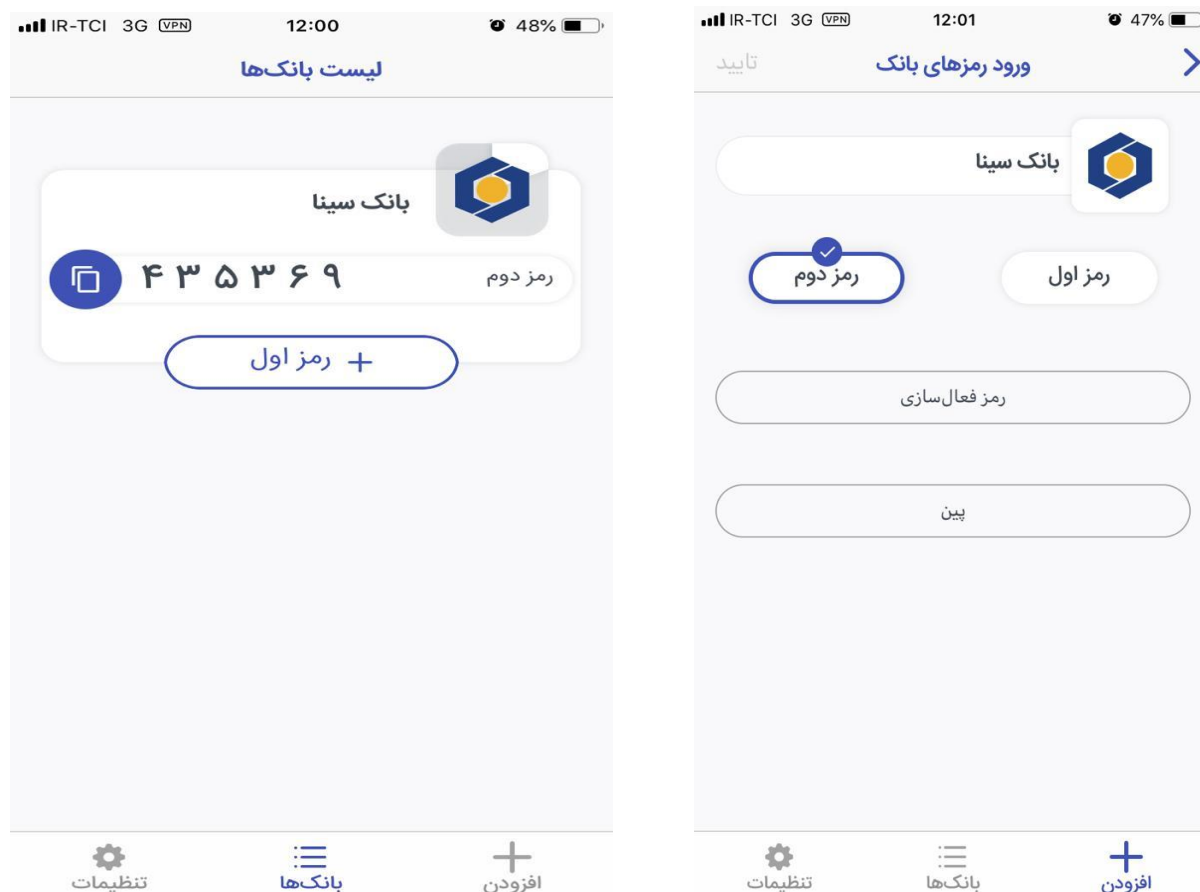 IR-TCI 3G VPN 12:00 48%
لیست بانک‌ها
بانک سینا
رمز دوم ۴۳۵۳۶۹
+ رمز اول
افزودن بانک‌ها تنظیمات
IR-TCI 3G VPN 12:01 47%
ورود رمزهای بانک تایید
بانک سینا
رمز اول رمز دوم
رمز فعال‌سازی
پین
افزودن بانک‌ها تنظیمات